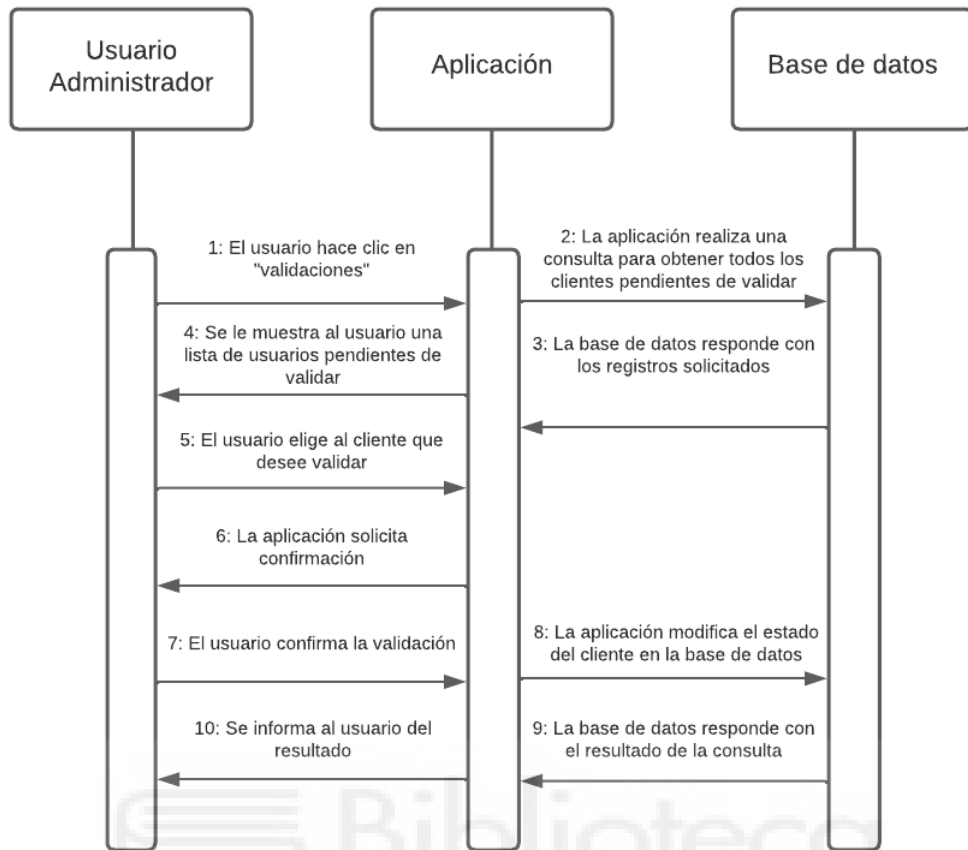 Usuario
Administrador
Aplicación
Base de datos
1: El usuario hace clic en
"validaciones"
2: La aplicación realiza una
consulta para obtener todos los
clientes pendientes de validar
4: Se le muestra al usuario una
lista de usuarios pendientes de
validar
3: La base de datos responde con
los registros solicitados
5: El usuario elige al cliente que
desee validar
6: La aplicación solicita
confirmación
7: El usuario confirma la validación
8: La aplicación modifica el estado
del cliente en la base de datos
10: Se informa al usuario del
resultado
9: La base de datos responde con
el resultado de la consulta
Biblioteca